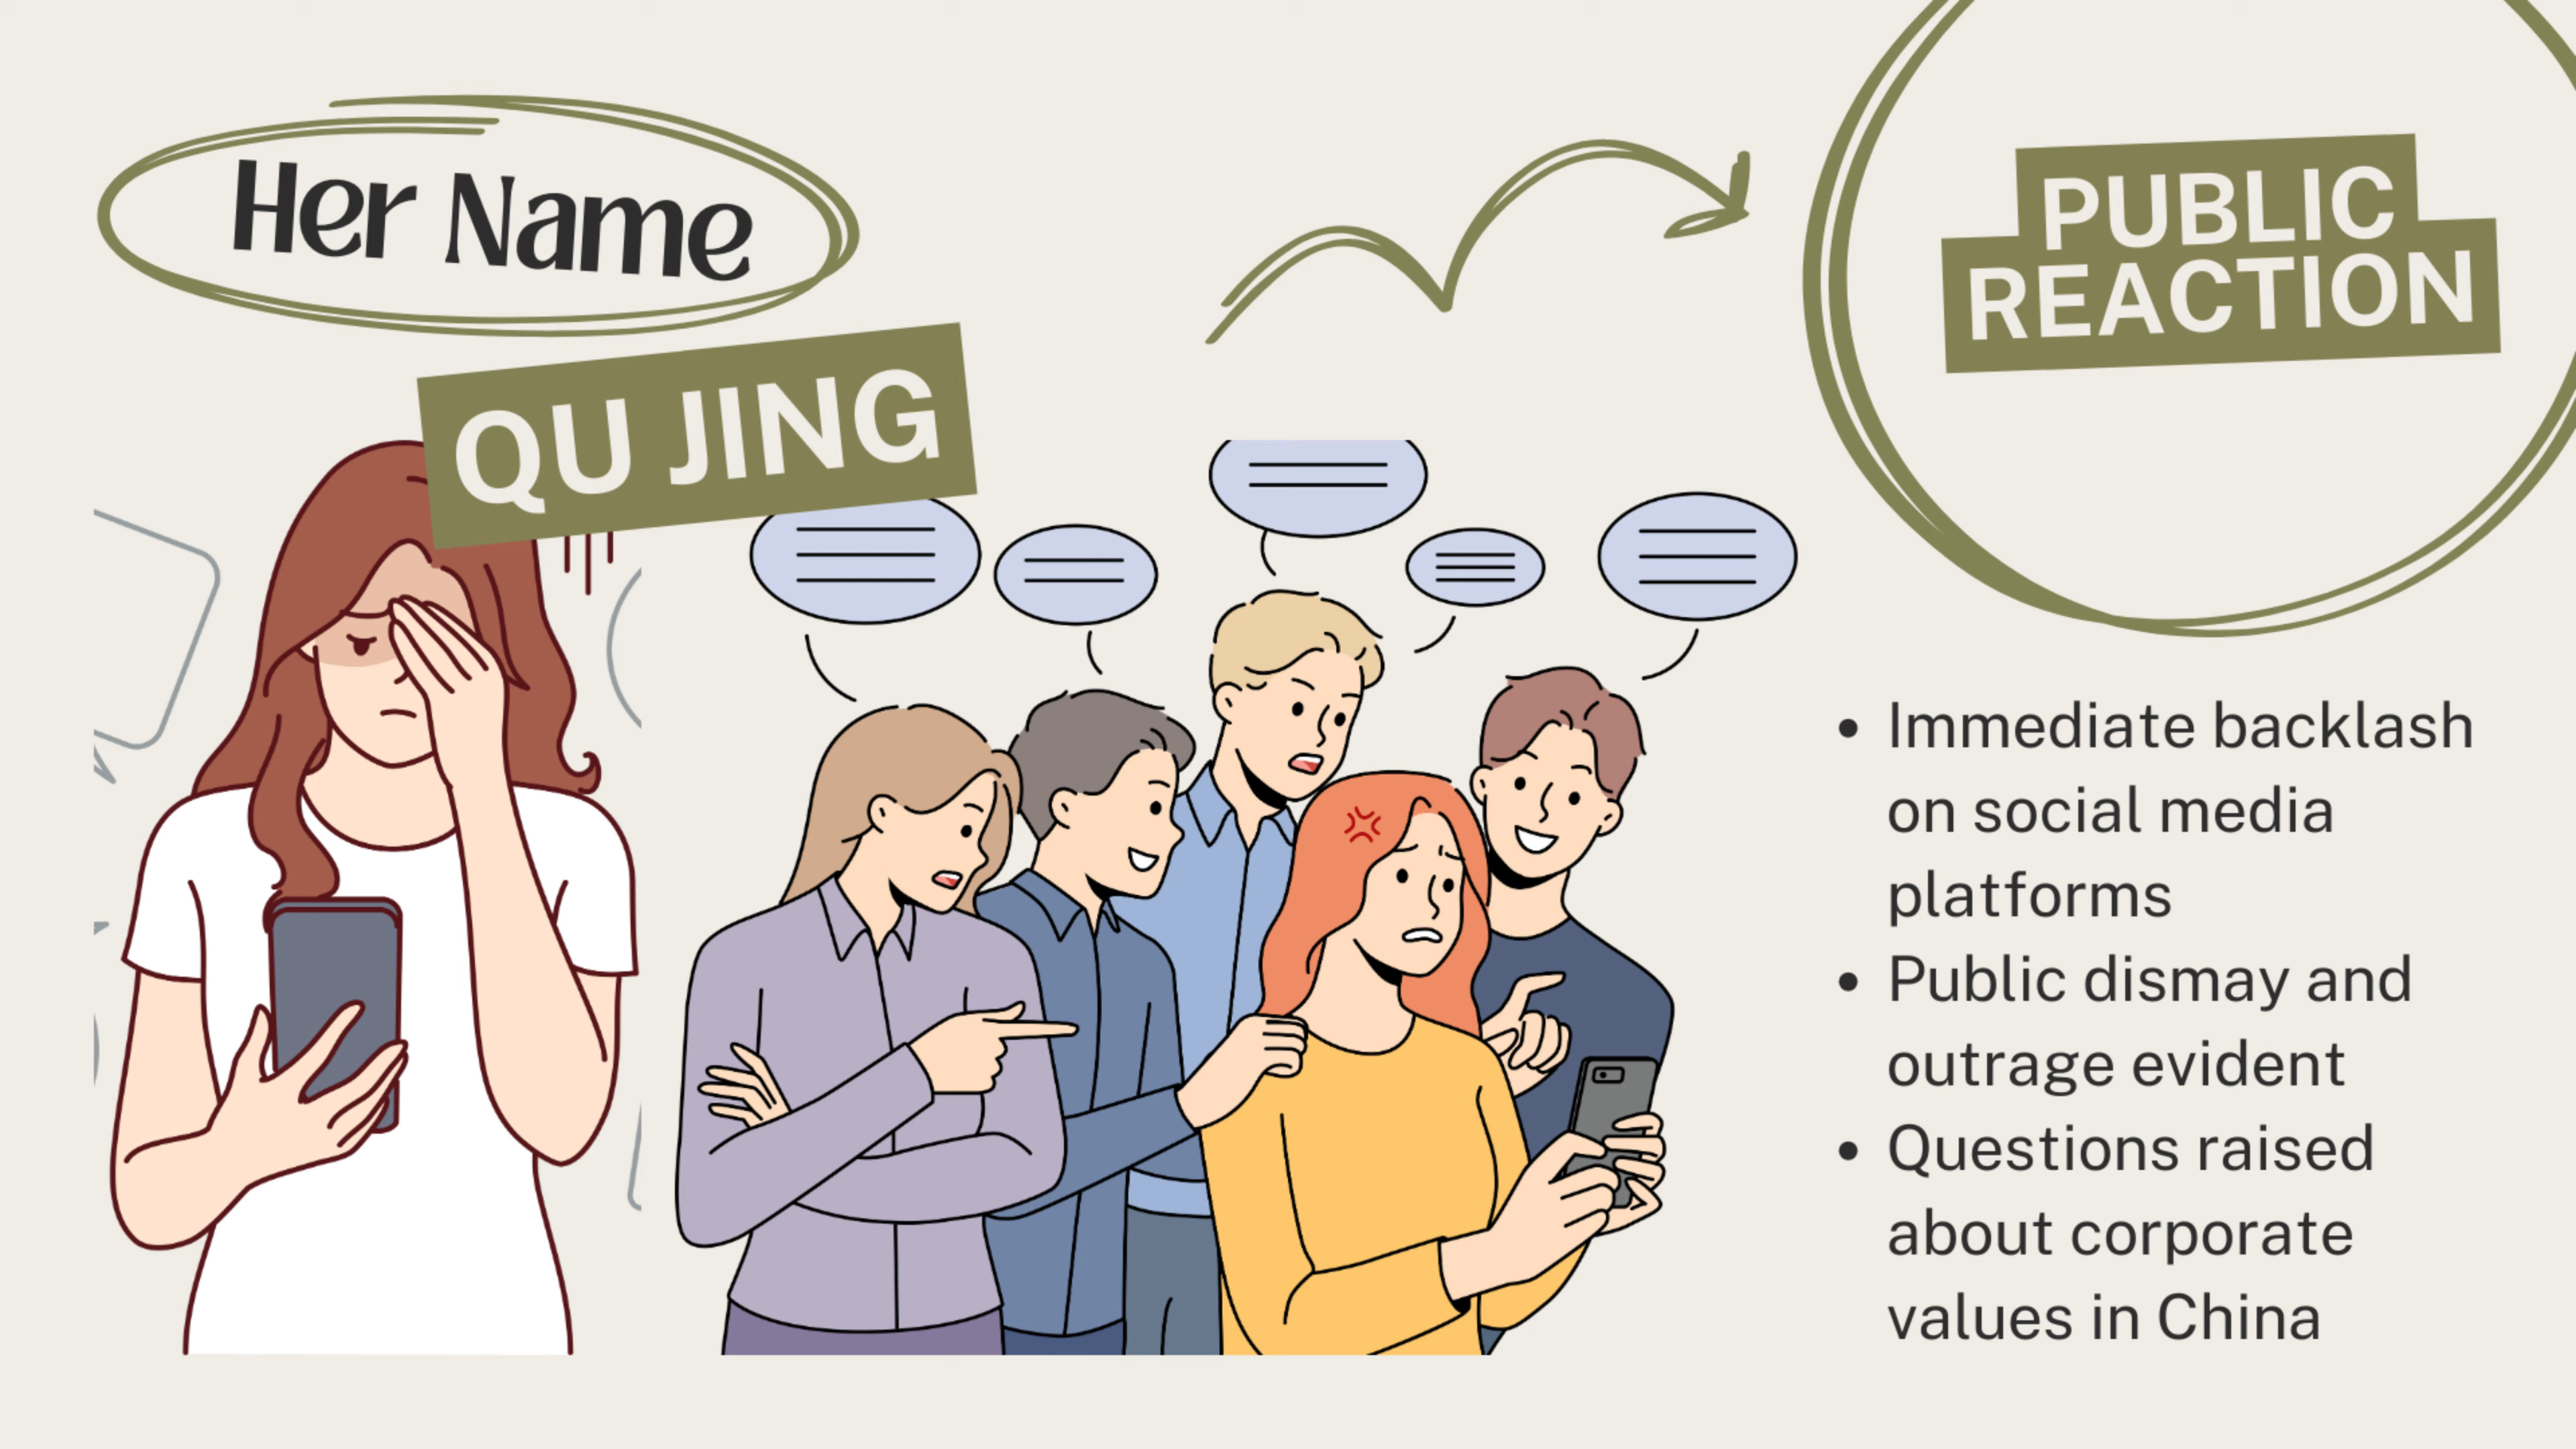 Her Name
QU JING
PUBLIC
REACTION
• Immediate backlash
on social media
platforms
• Public dismay and
outrage evident
• Questions raised
about corporate
values in China